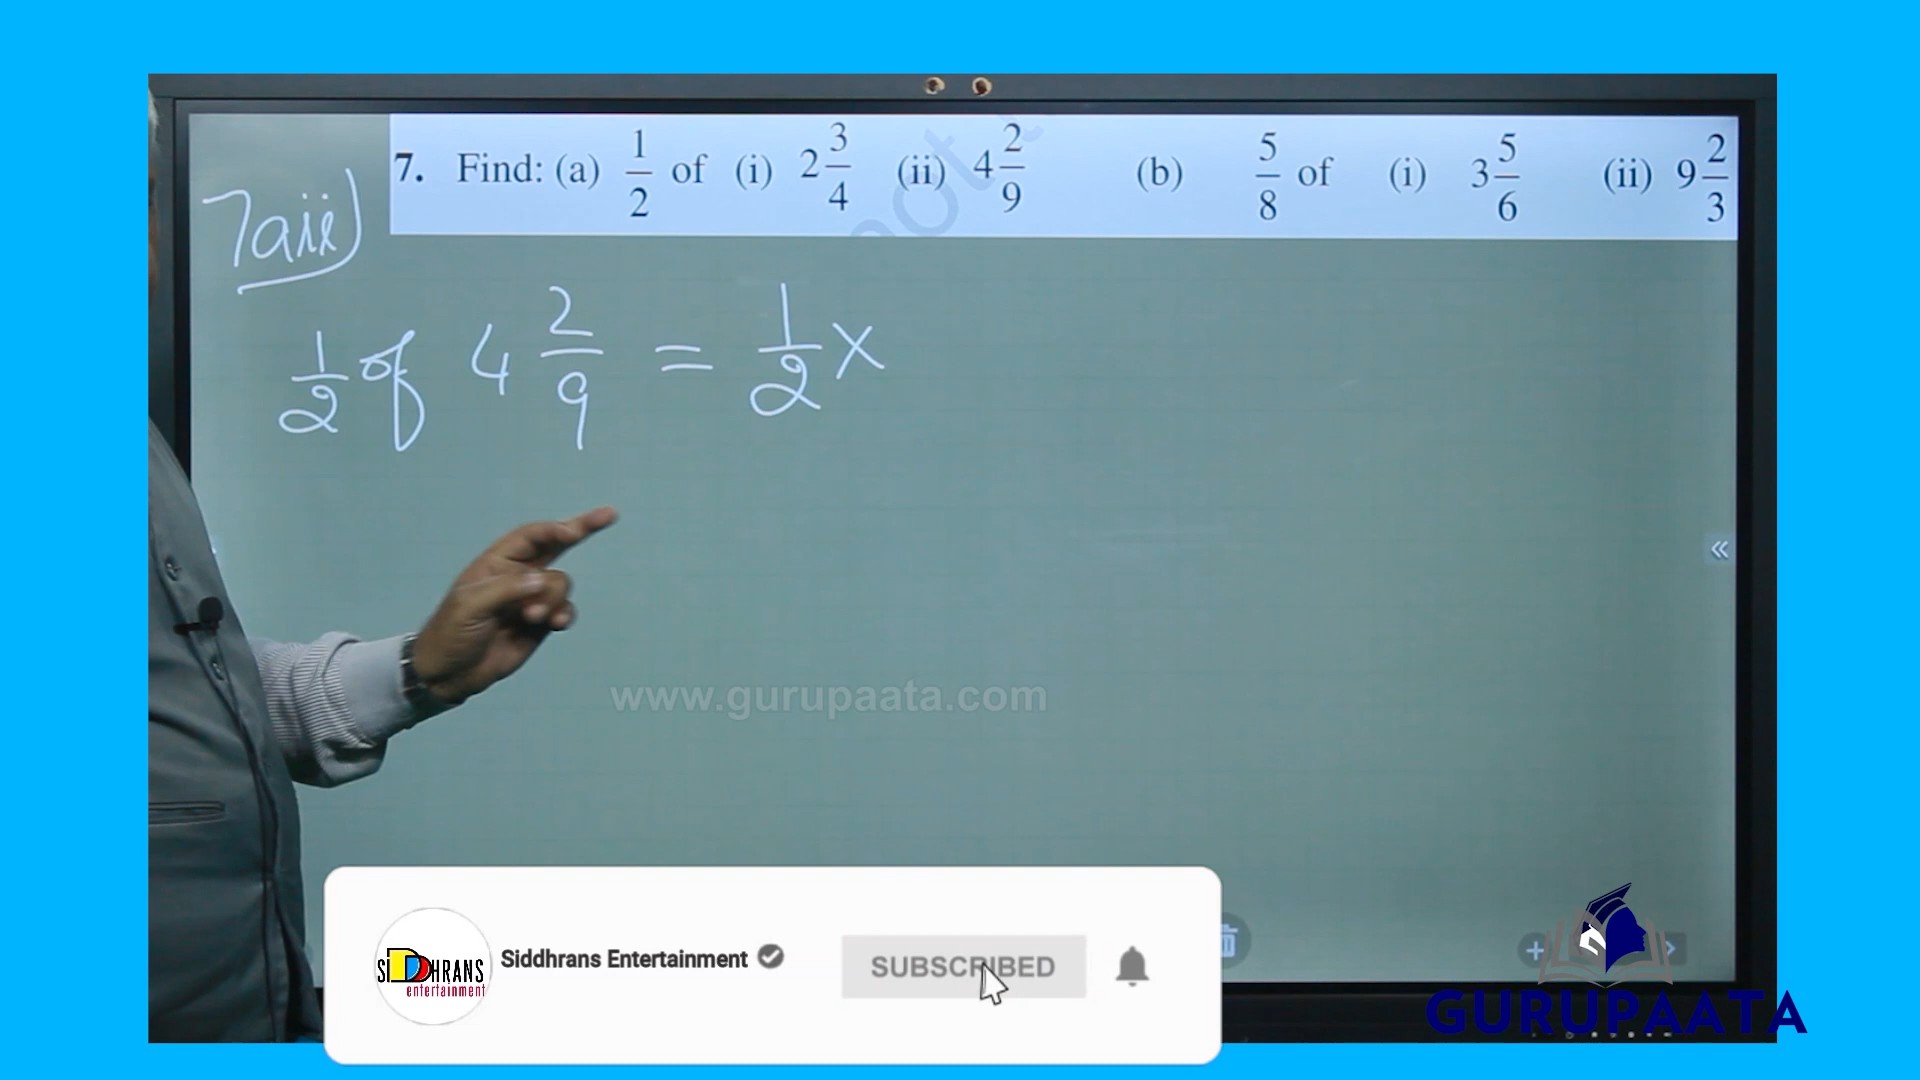 7. Find: (a) 1/2 of (i) 2 3/4 (ii) 4 2/9 (b) 5/8 of (i) 3 5/6 (ii) 9 2/3
not
7aii)
1/2 of 4 2/9 = 1/2 x
www.gurupaata.com
SIDDHRANS
entertainment
Siddhrans Entertainment
SUBSCRIBED
GURUPAATA